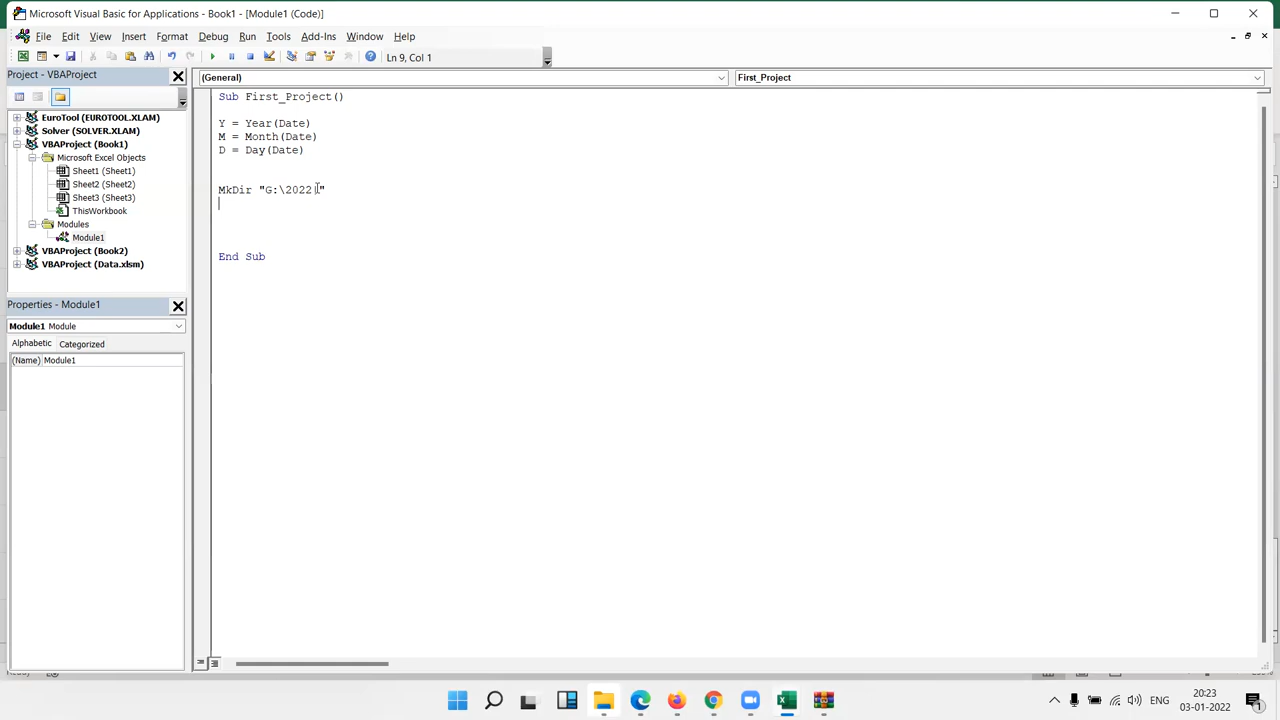 Microsoft Visual Basic for Applications - Book1 - [Module1 (Code)]
File Edit View Insert Format Debug Run Tools Add-Ins Window Help
Ln 9, Col 1
Project - VBAProject
(General)
First_Project
EuroTool (EUROTOOL.XLAM)
Solver (SOLVER.XLAM)
VBAProject (Book1)
Microsoft Excel Objects
Sheet1 (Sheet1)
Sheet2 (Sheet2)
Sheet3 (Sheet3)
ThisWorkbook
Modules
Module1
VBAProject (Book2)
VBAProject (Data.xlsm)
Sub First_Project()
Y = Year(Date)
M = Month(Date)
D = Day(Date)
MkDir "G:\2022\"
End Sub
Properties - Module1
Module1 Module
Alphabetic Categorized
(Name) Module1
ENG
20:23
03-01-2022